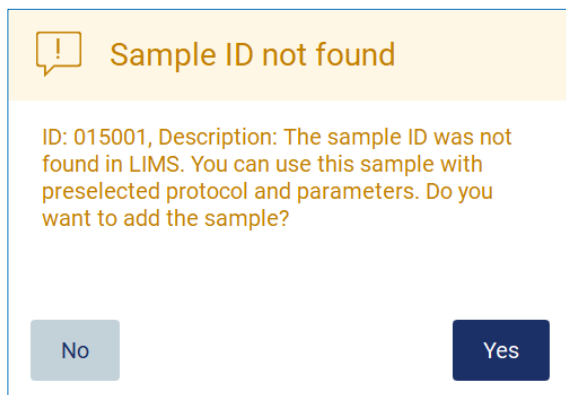 Sample ID not found
ID: 015001, Description: The sample ID was not
found in LIMS. You can use this sample with
preselected protocol and parameters. Do you
want to add the sample?
No
Yes